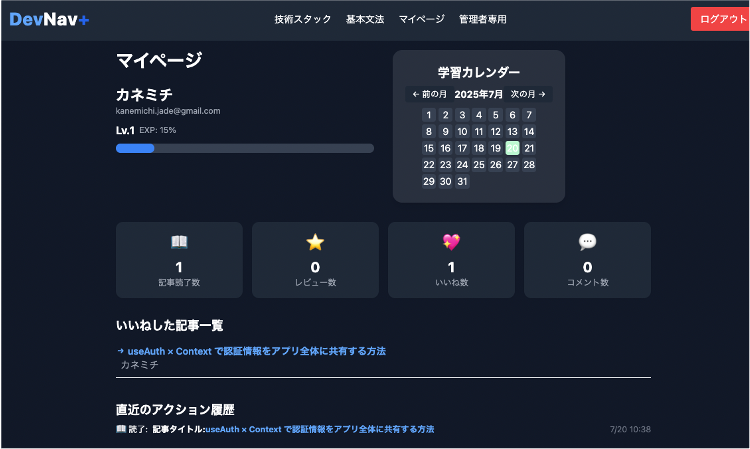 DevNav+ 技術スタック 基本文法 マイページ 管理者専用 ログアウト
マイページ
カネミチ
kanemichi.jade@gmail.com
Lv.1 EXP: 15%
学習カレンダー
← 前の月 2025年7月 次の月 →
1 2 3 4 5 6 7
8 9 10 11 12 13 14
15 16 17 18 19 20 21
22 23 24 25 26 27 28
29 30 31
1
記事読了数
0
レビュー数
1
いいね数
0
コメント数
いいねした記事一覧
→ useAuth × Context で認証情報をアプリ全体に共有する方法
カネミチ
直近のアクション履歴
読了: 記事タイトル:useAuth × Context で認証情報をアプリ全体に共有する方法 7/20 10:38